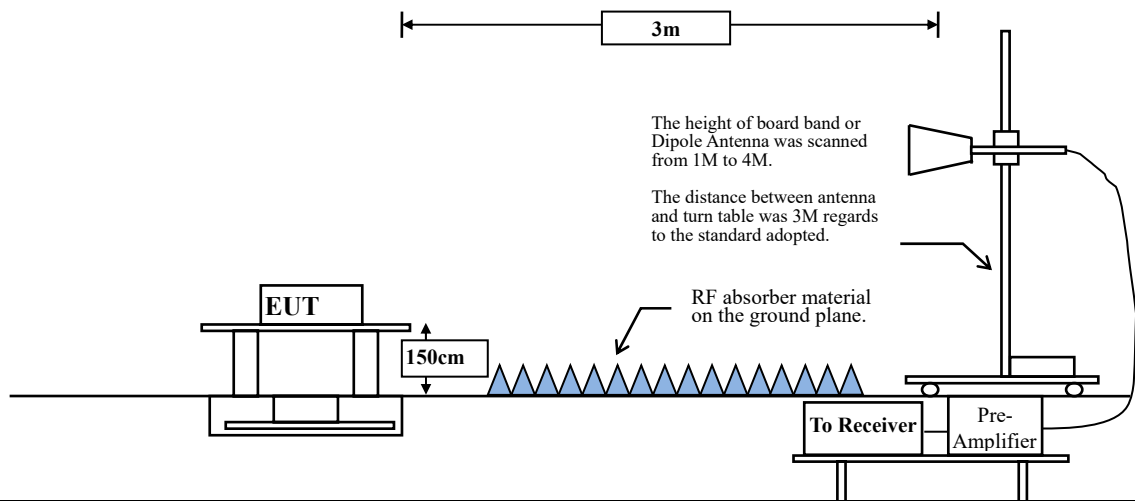 3m
The height of board band or
Dipole Antenna was scanned
from 1M to 4M.
The distance between antenna
and turn table was 3M regards
to the standard adopted.
EUT
RF absorber material
on the ground plane.
150cm
To Receiver
Pre-
Amplifier